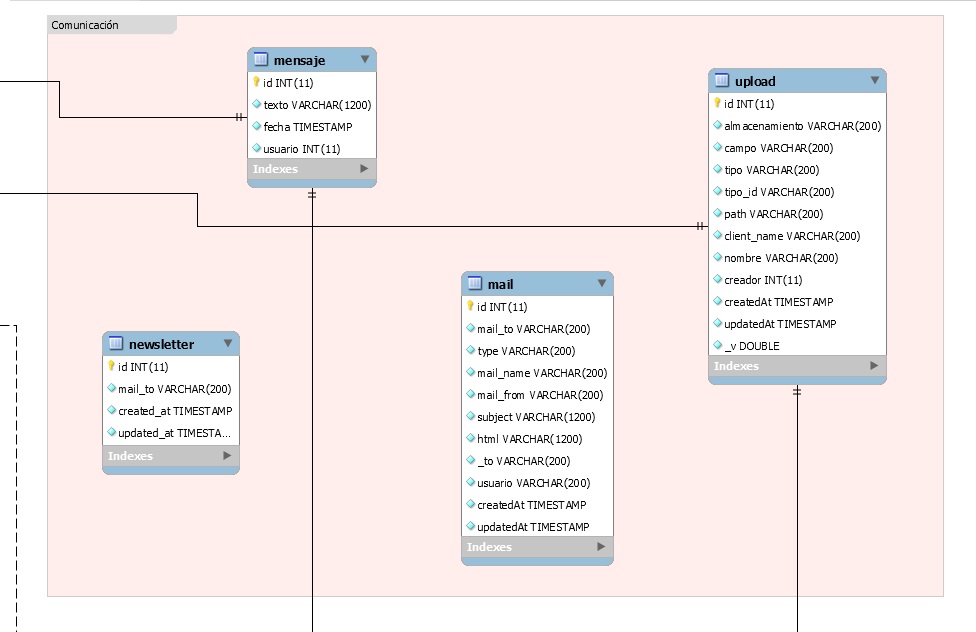 Comunicación
mensaje
id INT(11)
texto VARCHAR(1200)
fecha TIMESTAMP
usuario INT(11)
Indexes
upload
id INT(11)
almacenamiento VARCHAR(200)
campo VARCHAR(200)
tipo VARCHAR(200)
tipo_id VARCHAR(200)
path VARCHAR(200)
client_name VARCHAR(200)
nombre VARCHAR(200)
creador INT(11)
createdAt TIMESTAMP
updatedAt TIMESTAMP
_v DOUBLE
Indexes
mail
id INT(11)
mail_to VARCHAR(200)
type VARCHAR(200)
mail_name VARCHAR(200)
mail_from VARCHAR(200)
subject VARCHAR(1200)
html VARCHAR(1200)
_to VARCHAR(200)
usuario VARCHAR(200)
createdAt TIMESTAMP
updatedAt TIMESTAMP
Indexes
newsletter
id INT(11)
mail_to VARCHAR(200)
created_at TIMESTAMP
updated_at TIMESTA...
Indexes